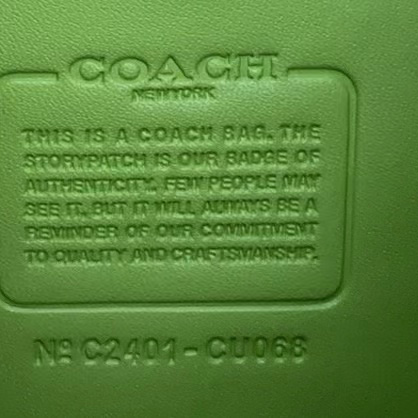 COACH
NEW YORK
THIS IS A COACH BAG. THE
STORYPATCH IS OUR BADGE OF
AUTHENTICITY. FEW PEOPLE MAY
SEE IT, BUT IT WILL ALWAYS BE A
REMINDER OF OUR COMMITMENT
TO QUALITY AND CRAFTSMANSHIP.
Nº C2401-CU066